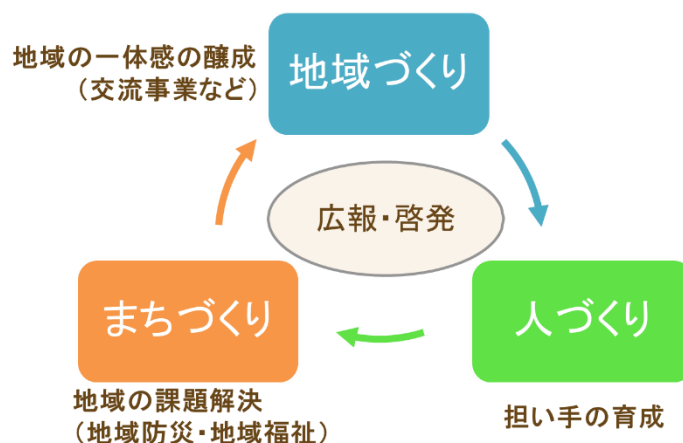 地域の一体感の醸成
（交流事業など）
地域づくり
広報・啓発
まちづくり
人づくり
地域の課題解決
（地域防災・地域福祉）
担い手の育成